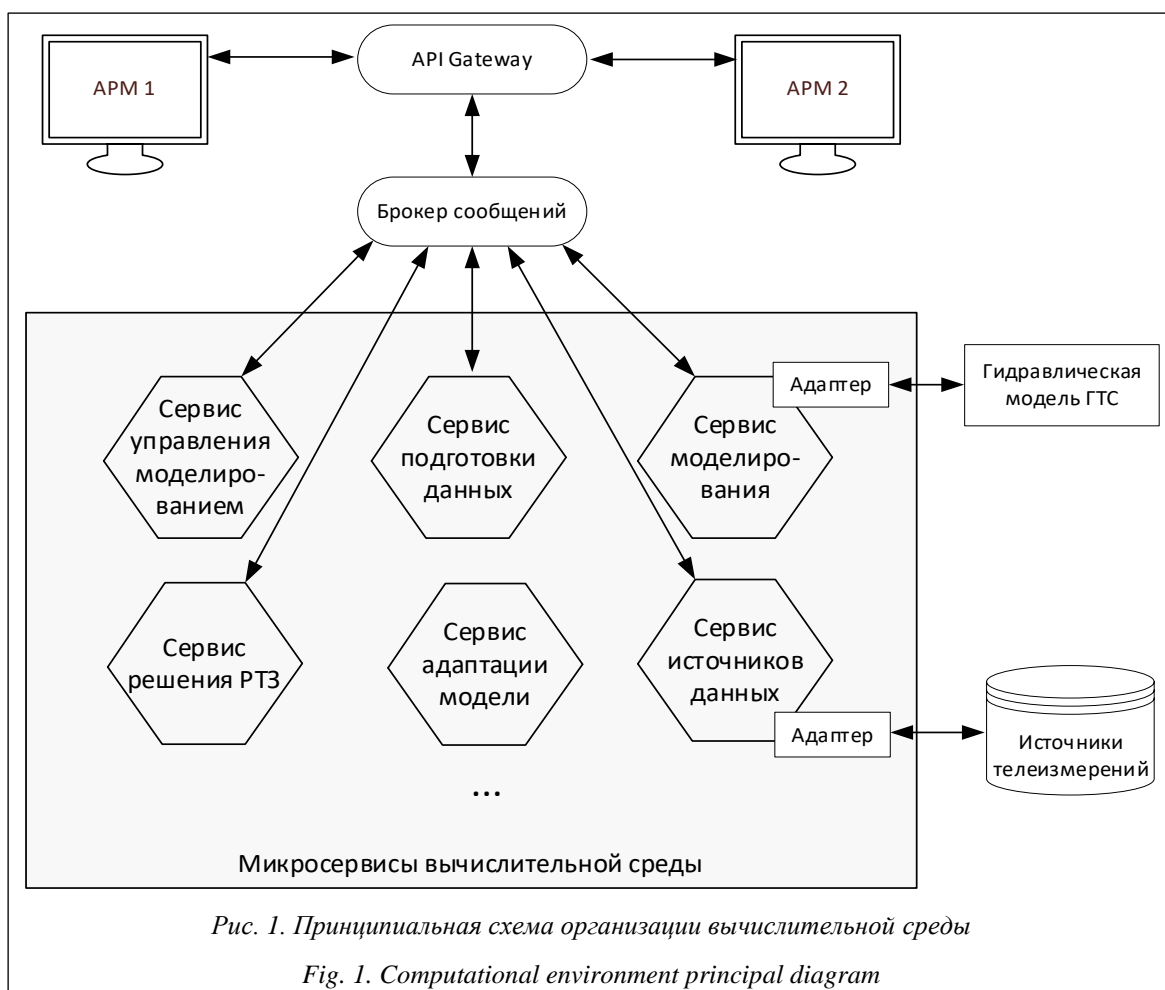 API Gateway
АРМ 1
АРМ 2
Брокер сообщений
Адаптер
Гидравлическая
модель ГТС
Сервис
управления
моделиро-
ванием
Сервис
подготовки
данных
Сервис
моделиро-
вания
Сервис
решения РТЗ
Сервис
адаптации
модели
Сервис
источников
данных
Адаптер
Источники
телеизмерений
...
Микросервисы вычислительной среды
Рис. 1. Принципиальная схема организации вычислительной среды
Fig. 1. Computational environment principal diagram